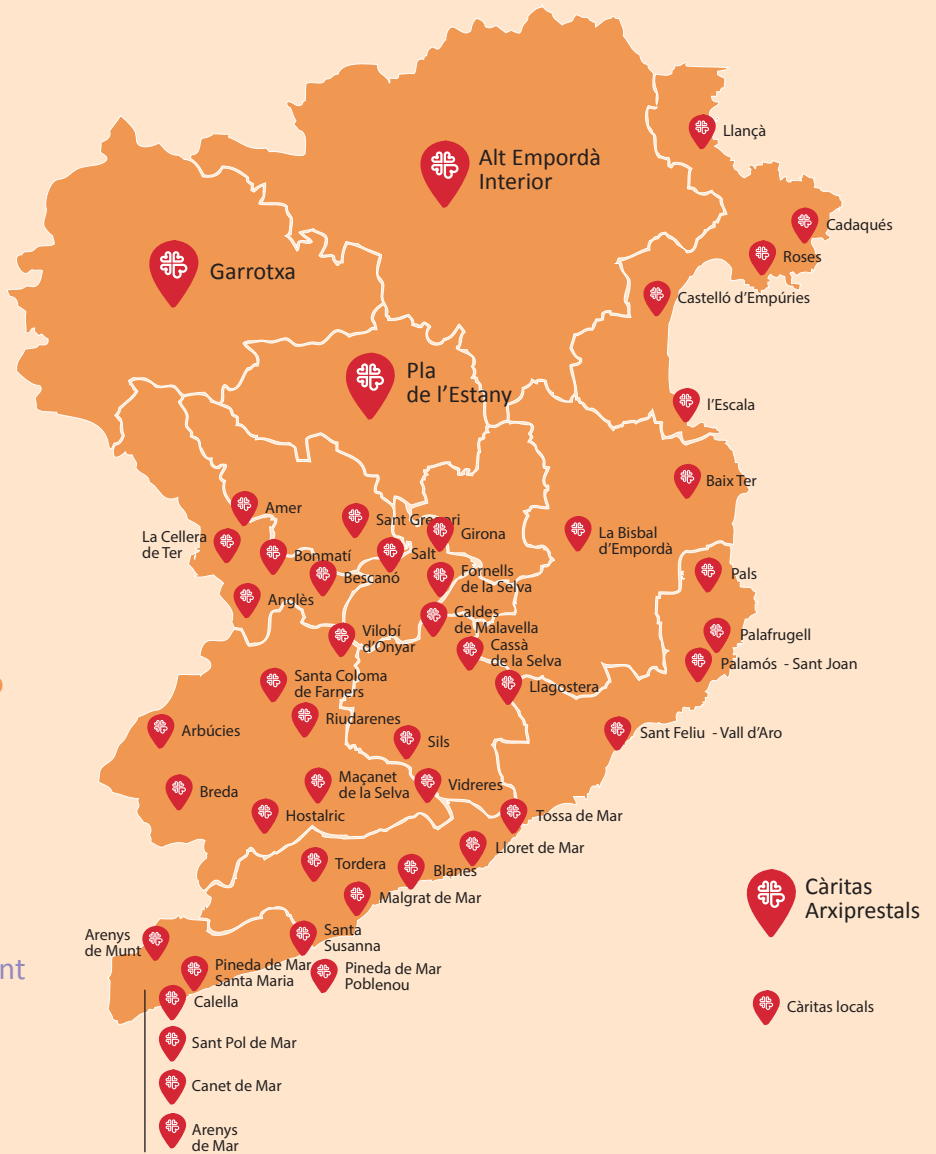 Llançà
Alt Empordà
Interior
Cadaqués
Roses
Garrotxa
Castelló d'Empúries
Pla
de l'Estany
l'Escala
Baix Ter
Amer
Sant Gregori
Girona
La Cellera
de Ter
La Bisbal
d'Empordà
Bonmatí
Salt
Bescanó
Fornells
de la Selva
Pals
Anglès
Caldes
de Malavella
Vilobí
d'Onyar
Palafrugell
Cassà
de la Selva
Palamós - Sant Joan
Santa Coloma
de Farners
Llagostera
Riudarenes
Arbúcies
Sils
Sant Feliu - Vall d'Aro
Maçanet
de la Selva
Vidreres
Breda
Hostalric
Tossa de Mar
Lloret de Mar
Tordera
Blanes
Malgrat de Mar
Càritas
Arxiprestals
Arenys
de Munt
Santa
Susanna
nt
Pineda de Mar
Santa Maria
Pineda de Mar
Poblenou
Calella
Càritas locals
Sant Pol de Mar
Canet de Mar
Arenys
de Mar